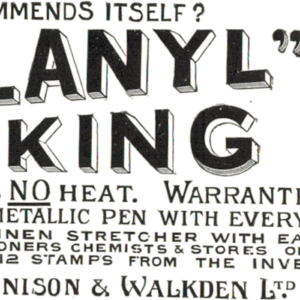 MMENDS ITSELF?
LANYL"
KING
NO HEAT. WARRANTE
METALLIC PEN WITH EVERY
INEN STRETCHER WITH EA
ONERS CHEMISTS & STORES O
12 STAMPS FROM THE INVE
NISON & WALKDEN LTD